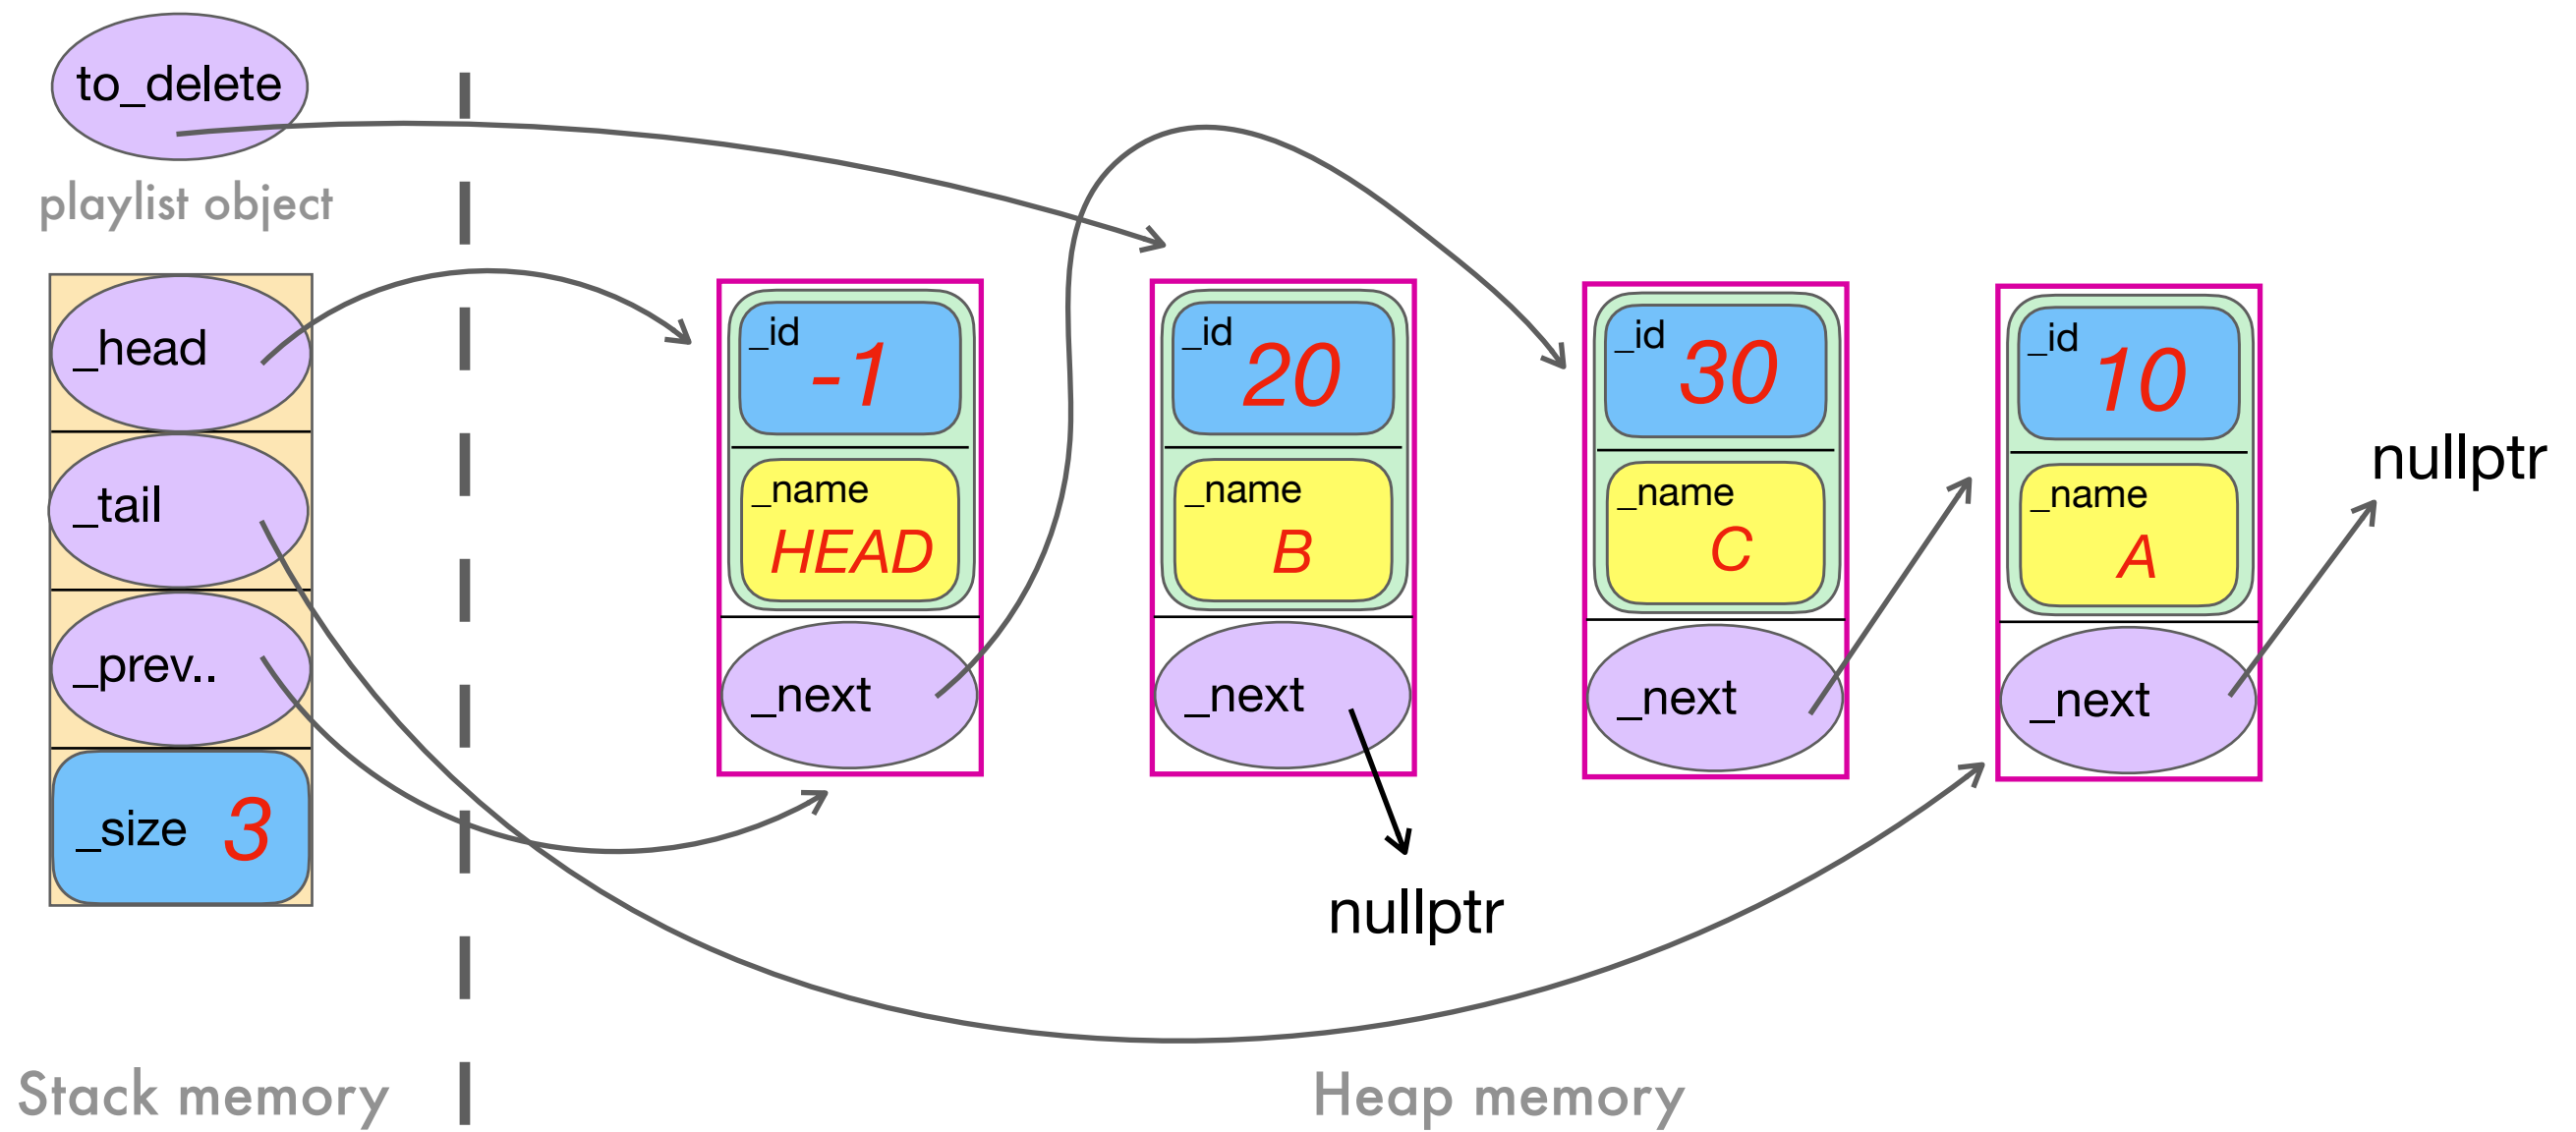 to_delete
playlist object
_head
_tail
_prev..
_size 3
_id -1
_name
HEAD
_next
_id 20
_name
B
_next
nullptr
_id 30
_name
C
_next
_id 10
_name
A
_next
nullptr
Stack memory
Heap memory